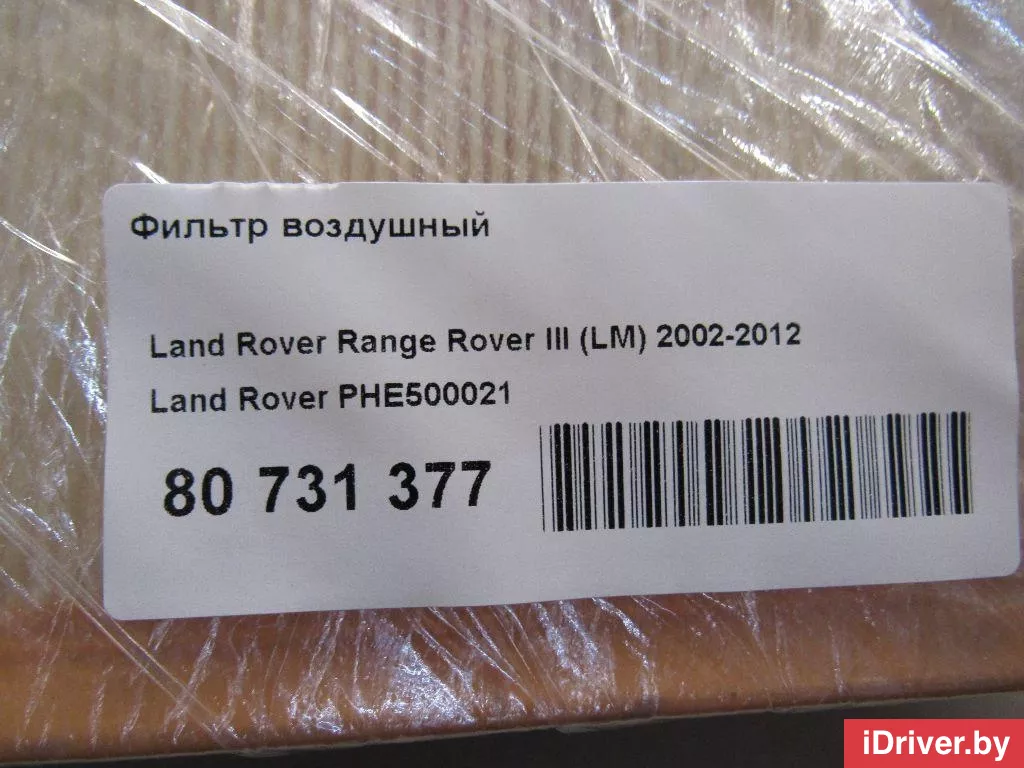 Фильтр воздушный
Land Rover Range Rover III (LM) 2002-2012
Land Rover PHE500021
80 731 377
iDriver.by